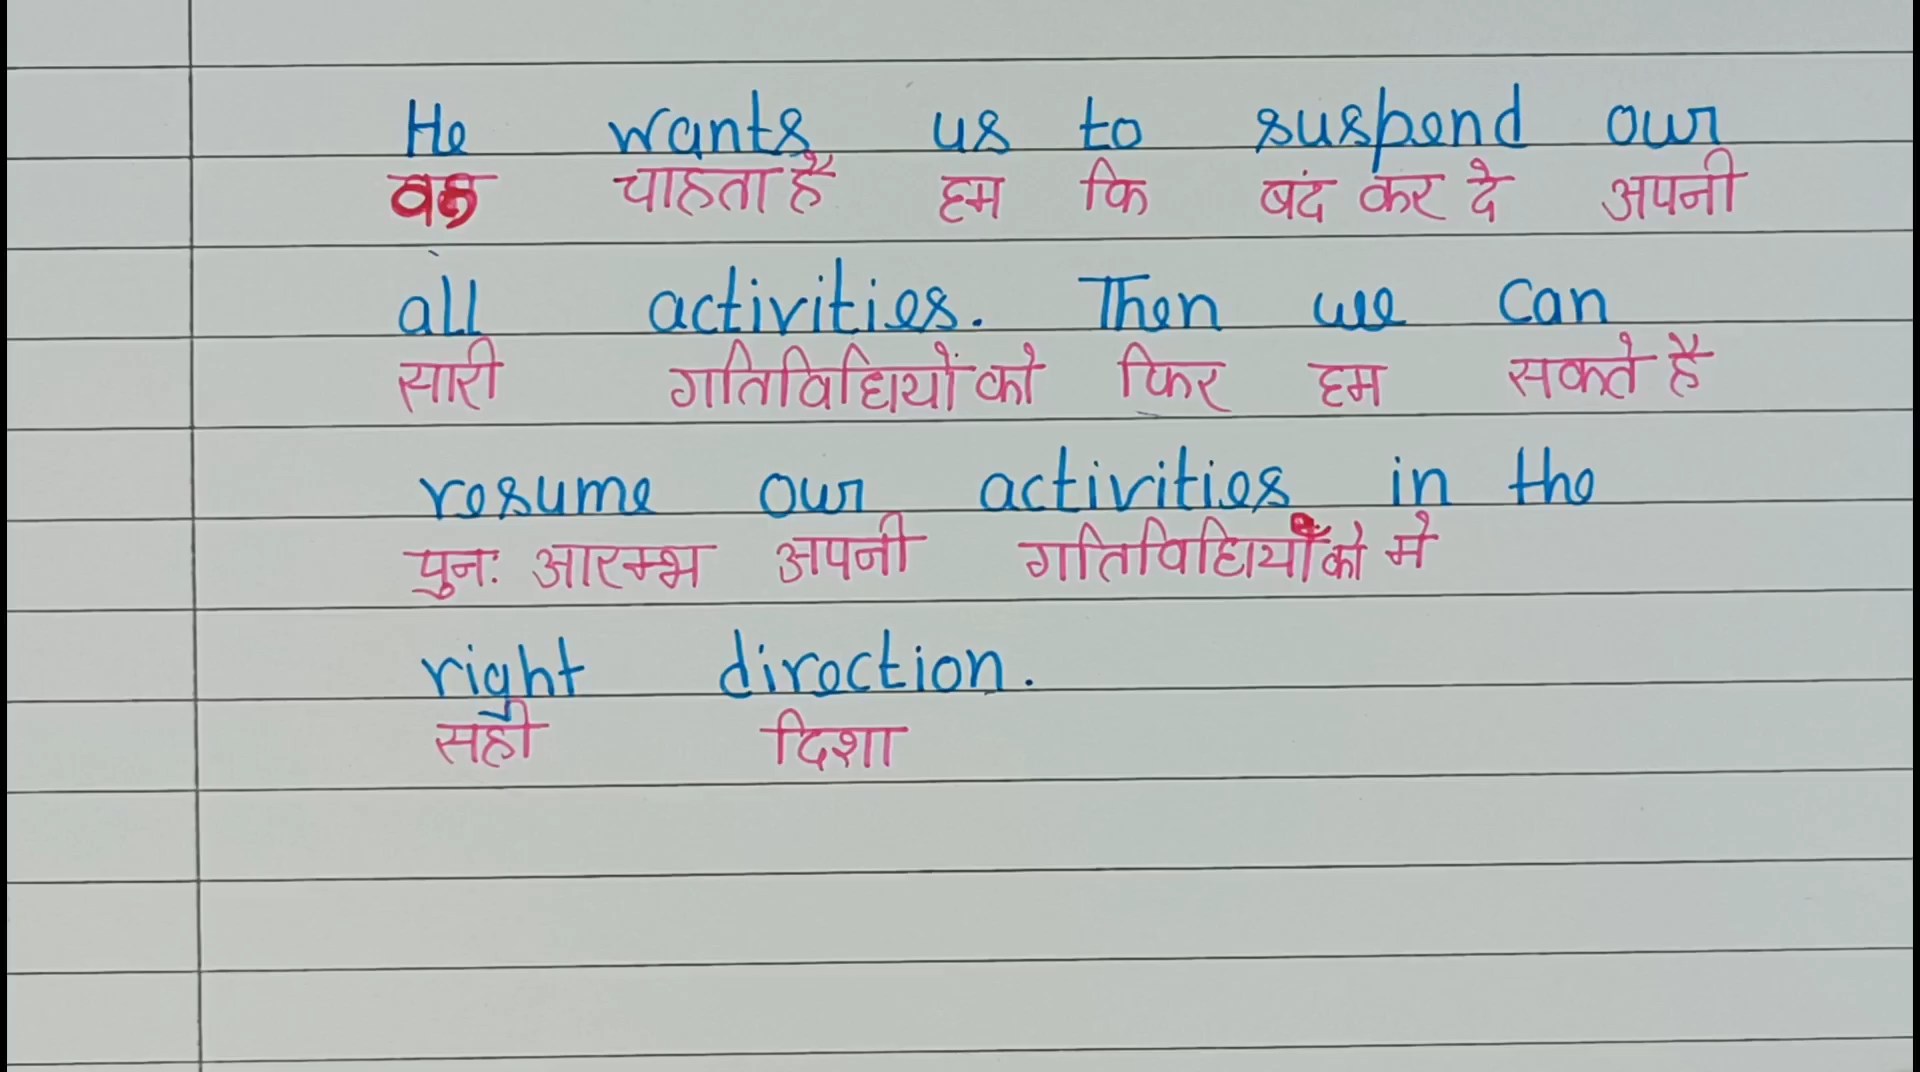 He wants us to suspend our
वह चाहता है हम कि बंद कर दे अपनी
all activities. Then we can
सारी गतिविधियों को फिर हम सकते है
resume our activities in the
पुनः आरम्भ अपनी गतिविधियों को मे
right direction.
सही दिशा